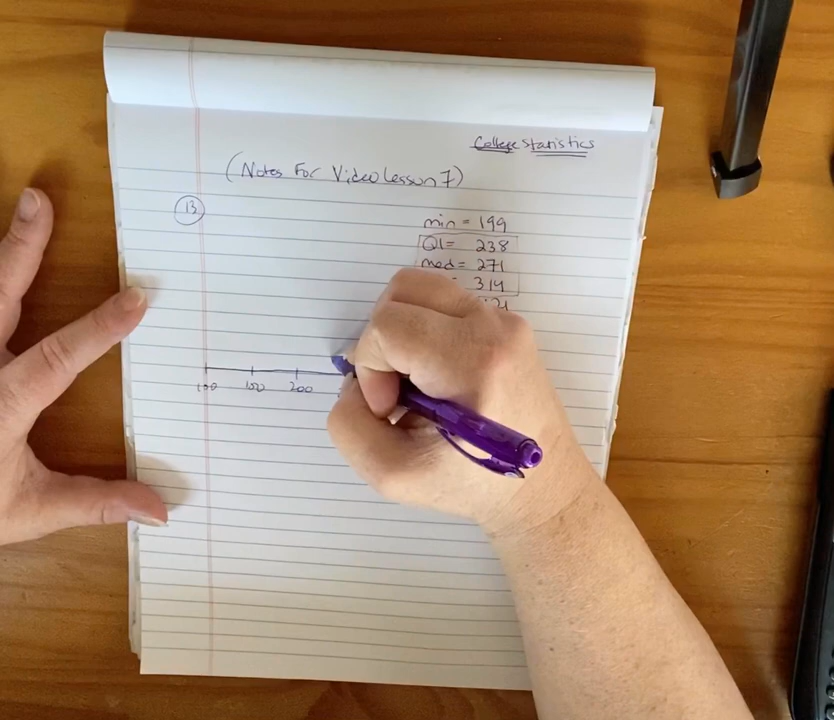 College Statistics
(Notes For Video Lesson 7)
13
min = 199
Q1 = 238
med = 271
= 314
100 150 200